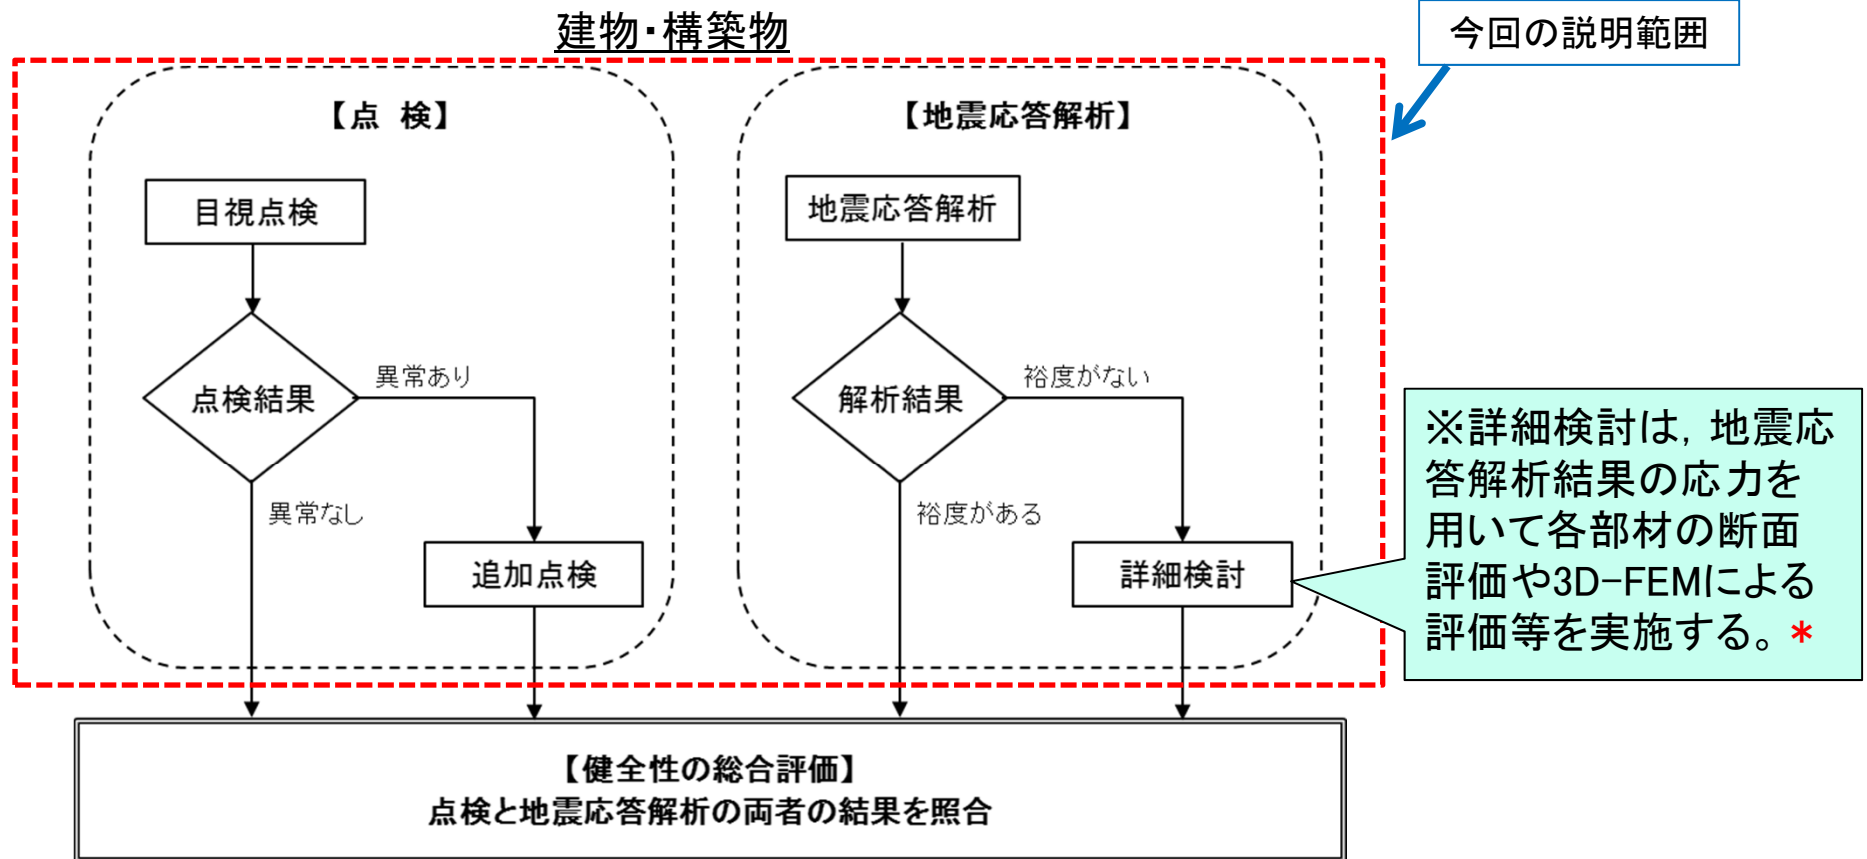 建物・構築物
今回の説明範囲
【点 検】
目視点検
点検結果
異常あり
異常なし
追加点検
【地震応答解析】
地震応答解析
解析結果
裕度がない
裕度がある
詳細検討
※詳細検討は，地震応
答解析結果の応力を
用いて各部材の断面
評価や3D-FEMによる
評価等を実施する。*
【健全性の総合評価】
点検と地震応答解析の両者の結果を照合